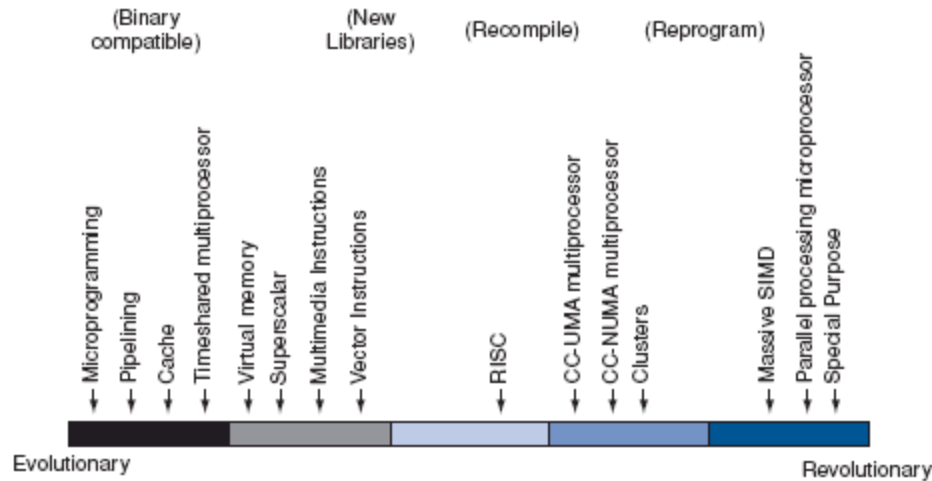 (Binary
compatible)
(New
Libraries)
(Recompile)
(Reprogram)
Microprogramming
Pipelining
Cache
Timeshared multiprocessor
Virtual memory
Superscalar
Multimedia Instructions
Vector Instructions
RISC
CC-UMA multiprocessor
CC-NUMA multiprocessor
Clusters
Massive SIMD
Parallel processing microprocessor
Special Purpose
Evolutionary
Revolutionary